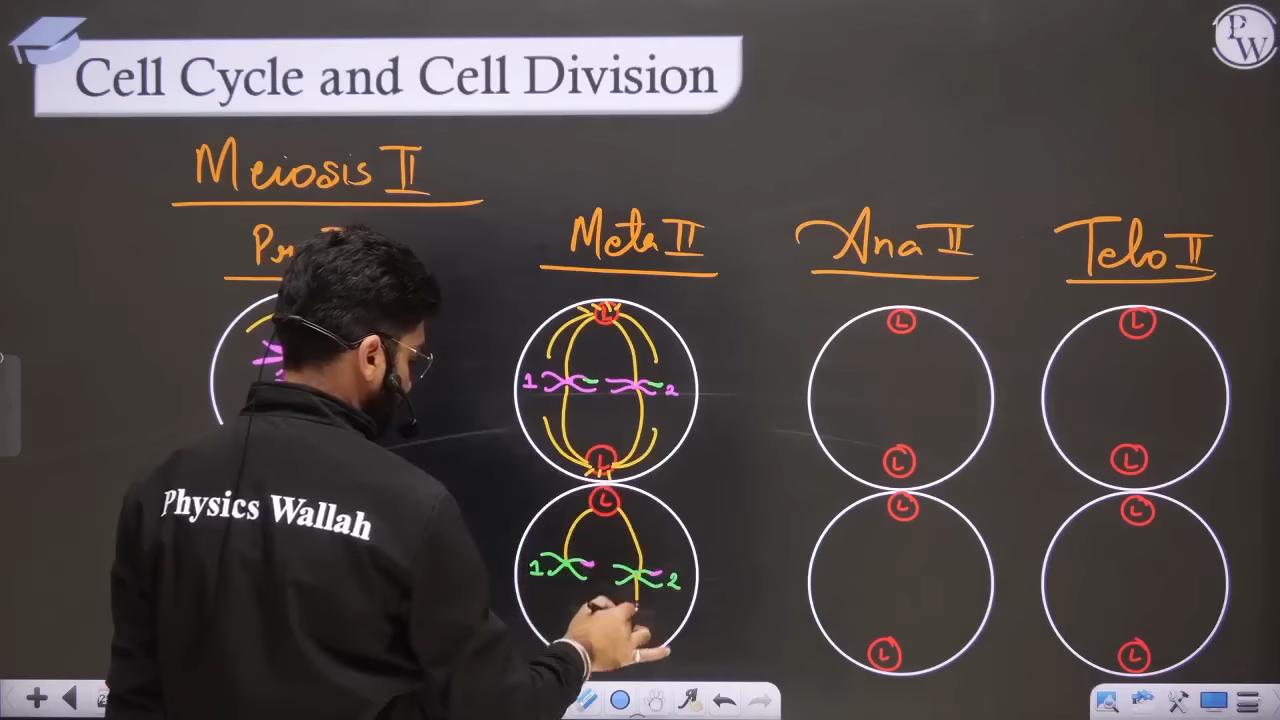 PW
Cell Cycle and Cell Division
Meiosis II
Meta II
Ana II
Telo II
L
L
L
1
2
L
L
L
L
L
L
1
2
L
L
Physics Wallah